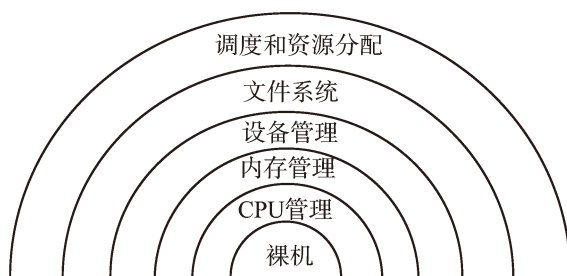 调度和资源分配
文件系统
设备管理
内存管理
CPU管理
裸机